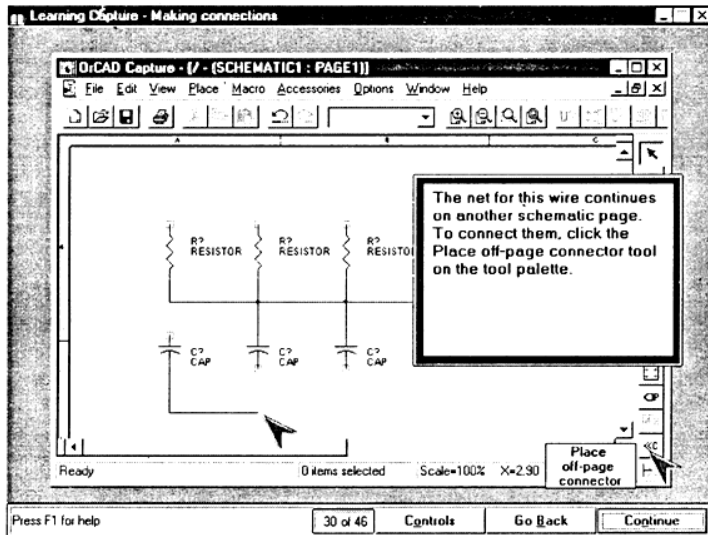 Learning Capture - Making connections
OrCAD Capture - [/ - (SCHEMATIC1 : PAGE1)]
File Edit View Place Macro Accessories Options Window Help
A B C
The net for this wire continues
on another schematic page.
To connect them, click the
Place off-page connector tool
on the tool palette.
R? R? R?
RESISTOR RESISTOR RESISTO
C? C? C?
CAP CAP CAP
Place
off-page
connector
Ready 0 items selected Scale=100% X=2.90
Press F1 for help 30 of 46 Controls Go Back Continue